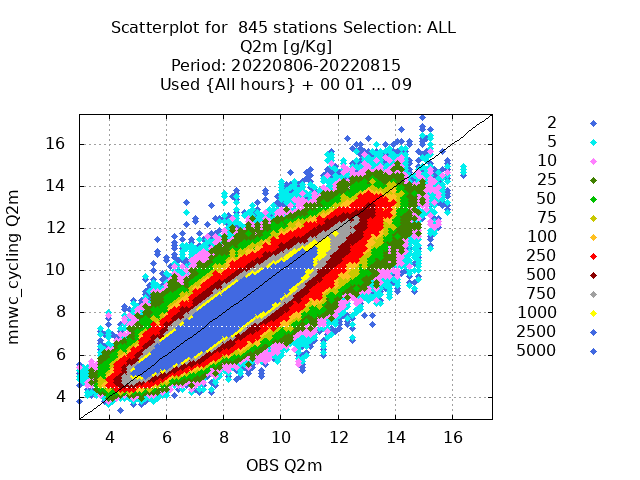 Scatterplot for  845 stations Selection: ALL
Q2m [g/Kg]
Period: 20220806-20220815
Used {All hours} + 00 01 ... 09
mnwc_cycling Q2m
16
14
12
10
8
6
4
4 6 8 10 12 14 16
OBS Q2m
2
5
10
25
50
75
100
250
500
750
1000
2500
5000